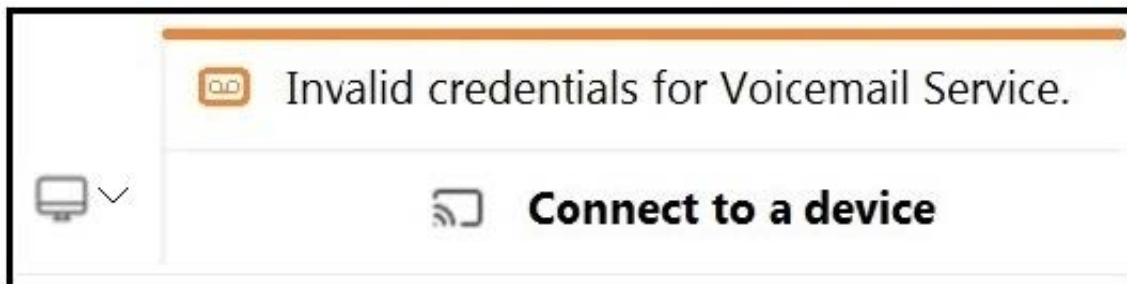 Invalid credentials for Voicemail Service.
Connect to a device